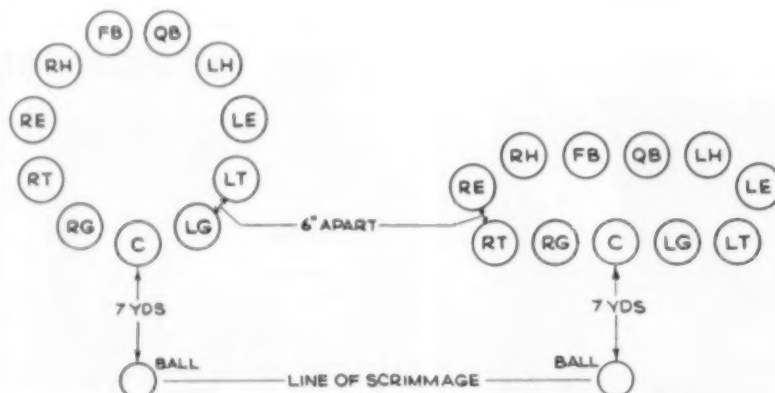 FB QB
RH LH
RE LE
RT LT
RG LG
C
RH FB QB LH
RE LE
RT RG C LG LT
6" APART
7 YDS 7 YDS
BALL BALL
LINE OF SCRIMMAGE